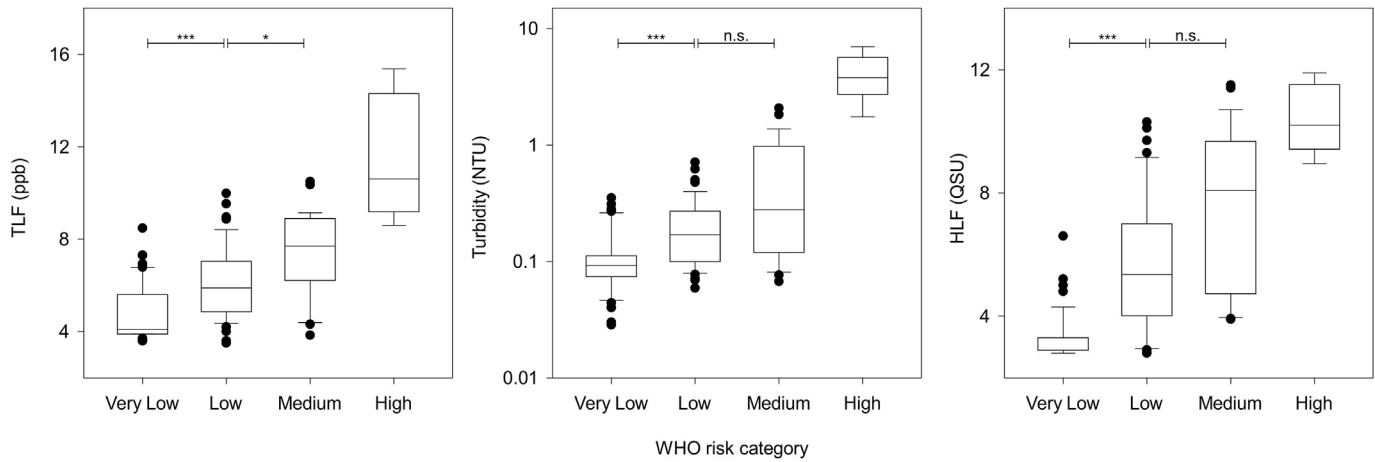 *** *
16
12
8
4
TLF (ppb)
Very Low Low Medium High
*** n.s.
10
1
0.1
0.01
Turbidity (NTU)
Very Low Low Medium High
*** n.s.
12
8
4
HLF (QSU)
Very Low Low Medium High
WHO risk category